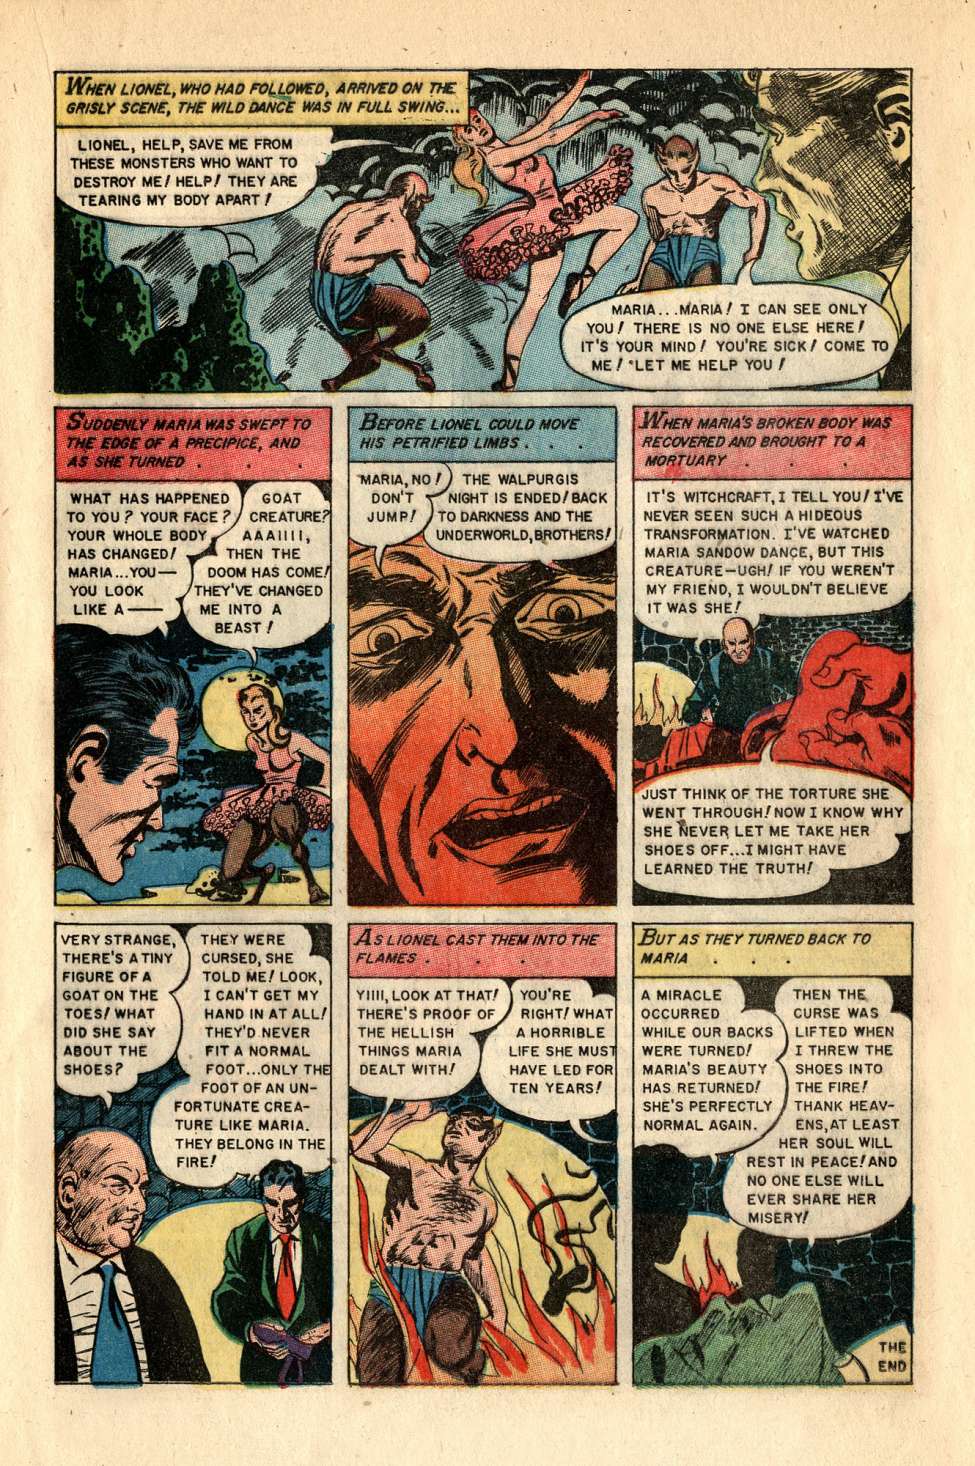 WHEN LIONEL, WHO HAD FOLLOWED, ARRIVED ON THE
GRISLY SCENE, THE WILD DANCE WAS IN FULL SWING...
LIONEL, HELP, SAVE ME FROM
THESE MONSTERS WHO WANT TO
DESTROY ME! HELP! THEY ARE
TEARING MY BODY APART!
MARIA...MARIA! I CAN SEE ONLY
YOU! THERE IS NO ONE ELSE HERE!
IT'S YOUR MIND! YOU'RE SICK! COME TO
ME! LET ME HELP YOU!
SUDDENLY MARIA WAS SWEPT TO
THE EDGE OF A PRECIPICE, AND
AS SHE TURNED . . .
WHAT HAS HAPPENED
TO YOU? YOUR FACE?
YOUR WHOLE BODY
HAS CHANGED!
MARIA...YOU—
YOU LOOK
LIKE A——
GOAT
CREATURE?
AAAIIII,
THEN THE
DOOM HAS COME!
THEY'VE CHANGED
ME INTO A
BEAST!
BEFORE LIONEL COULD MOVE
HIS PETRIFIED LIMBS . . .
MARIA, NO!
DON'T
JUMP!
THE WALPURGIS
NIGHT IS ENDED! BACK
TO DARKNESS AND THE
UNDERWORLD, BROTHERS!
WHEN MARIA'S BROKEN BODY WAS
RECOVERED AND BROUGHT TO A
MORTUARY . . .
IT'S WITCHCRAFT, I TELL YOU! I'VE
NEVER SEEN SUCH A HIDEOUS
TRANSFORMATION. I'VE WATCHED
MARIA SANDOW DANCE, BUT THIS
CREATURE—UGH! IF YOU WEREN'T
MY FRIEND, I WOULDN'T BELIEVE
IT WAS SHE!
JUST THINK OF THE TORTURE SHE
WENT THROUGH! NOW I KNOW WHY
SHE NEVER LET ME TAKE HER
SHOES OFF...I MIGHT HAVE
LEARNED THE TRUTH!
VERY STRANGE,
THERE'S A TINY
FIGURE OF A
GOAT ON THE
TOES! WHAT
DID SHE SAY
ABOUT THE
SHOES?
THEY WERE
CURSED, SHE
TOLD ME! LOOK,
I CAN'T GET MY
HAND IN AT ALL!
THEY'D NEVER
FIT A NORMAL
FOOT...ONLY THE
FOOT OF AN UN-
FORTUNATE CREA-
TURE LIKE MARIA.
THEY BELONG IN THE
FIRE!
AS LIONEL CAST THEM INTO THE
FLAMES . . .
YIIII, LOOK AT THAT!
THERE'S PROOF OF
THE HELLISH
THINGS MARIA
DEALT WITH!
YOU'RE
RIGHT! WHAT
A HORRIBLE
LIFE SHE MUST
HAVE LED FOR
TEN YEARS!
BUT AS THEY TURNED BACK TO
MARIA . . .
A MIRACLE
OCCURRED
WHILE OUR BACKS
WERE TURNED!
MARIA'S BEAUTY
HAS RETURNED!
SHE'S PERFECTLY
NORMAL AGAIN.
THEN THE
CURSE WAS
LIFTED WHEN
I THREW THE
SHOES INTO
THE FIRE!
THANK HEAV-
ENS, AT LEAST
HER SOUL WILL
REST IN PEACE! AND
NO ONE ELSE WILL
EVER SHARE HER
MISERY!
THE
END